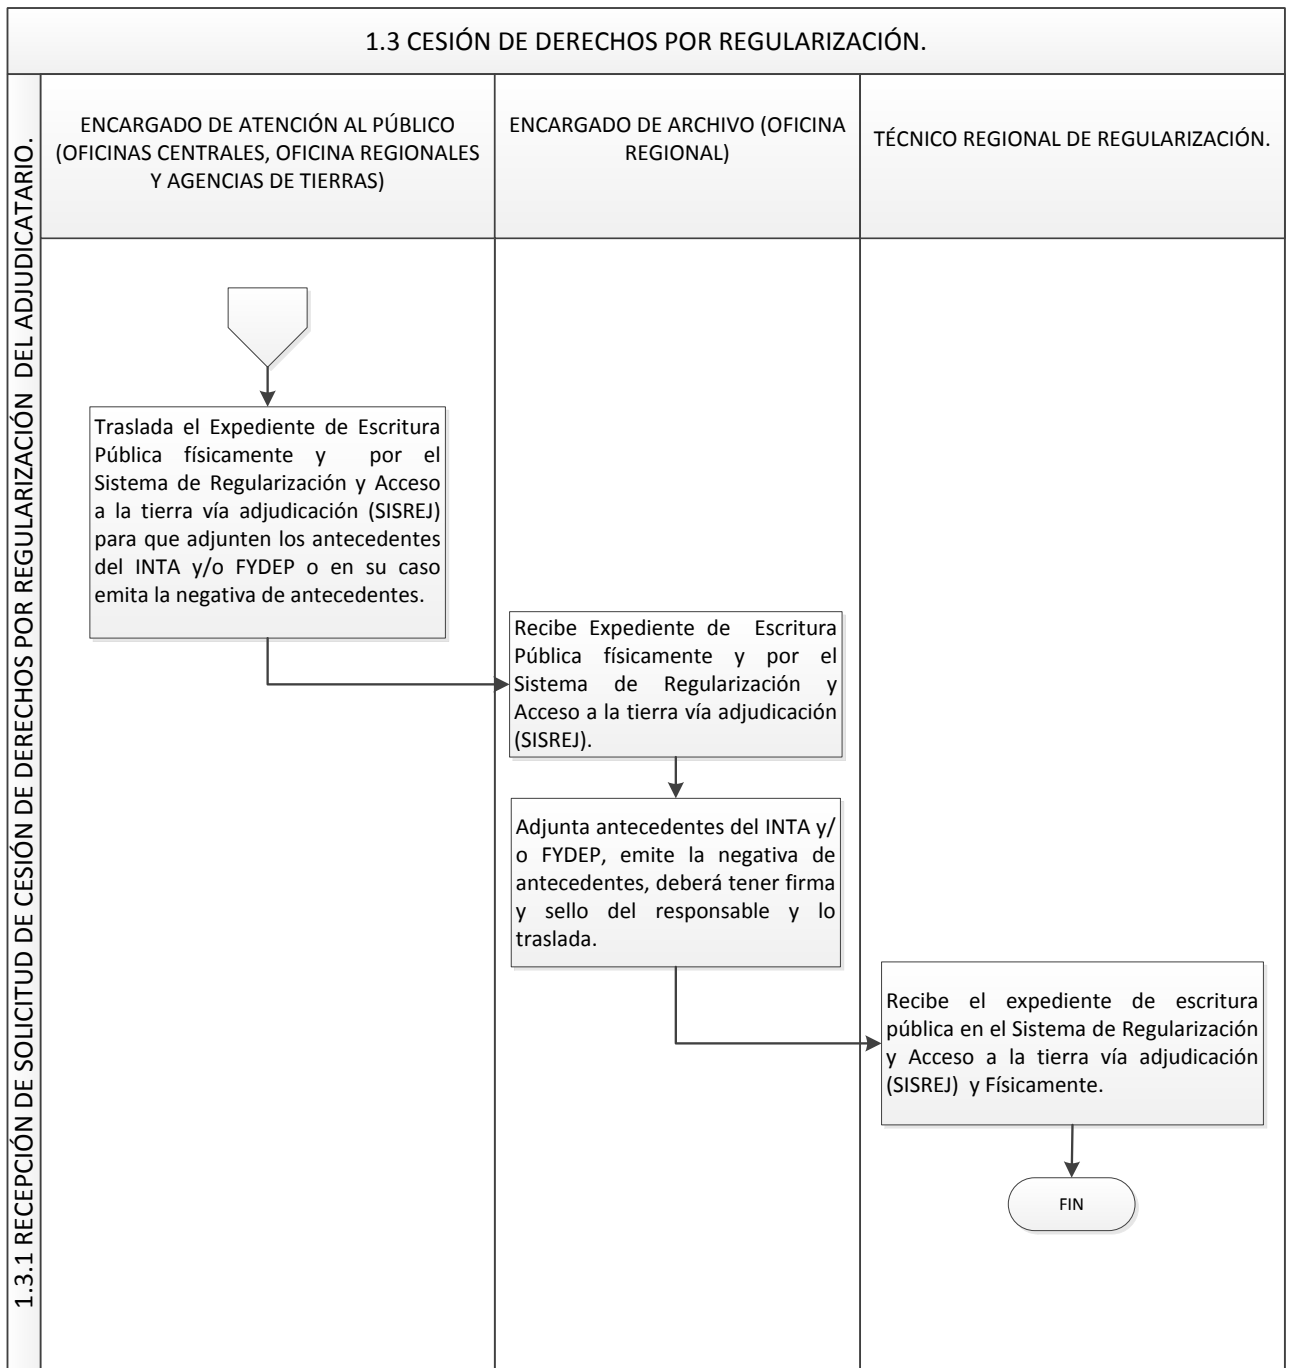 1.3 CESIÓN DE DERECHOS POR REGULARIZACIÓN.
1.3.1 RECEPCIÓN DE SOLICITUD DE CESIÓN DE DERECHOS POR REGULARIZACIÓN DEL ADJUDICATARIO.
ENCARGADO DE ATENCIÓN AL PÚBLICO
(OFICINAS CENTRALES, OFICINA REGIONALES
Y AGENCIAS DE TIERRAS)
ENCARGADO DE ARCHIVO (OFICINA
REGIONAL)
TÉCNICO REGIONAL DE REGULARIZACIÓN.
Traslada el Expediente de Escritura
Pública físicamente y por el
Sistema de Regularización y Acceso
a la tierra vía adjudicación (SISREJ)
para que adjunten los antecedentes
del INTA y/o FYDEP o en su caso
emita la negativa de antecedentes.
Recibe Expediente de Escritura
Pública físicamente y por el
Sistema de Regularización y
Acceso a la tierra vía adjudicación
(SISREJ).
Adjunta antecedentes del INTA y/
o FYDEP, emite la negativa de
antecedentes, deberá tener firma
y sello del responsable y lo
traslada.
Recibe el expediente de escritura
pública en el Sistema de Regularización
y Acceso a la tierra vía adjudicación
(SISREJ) y Físicamente.
FIN